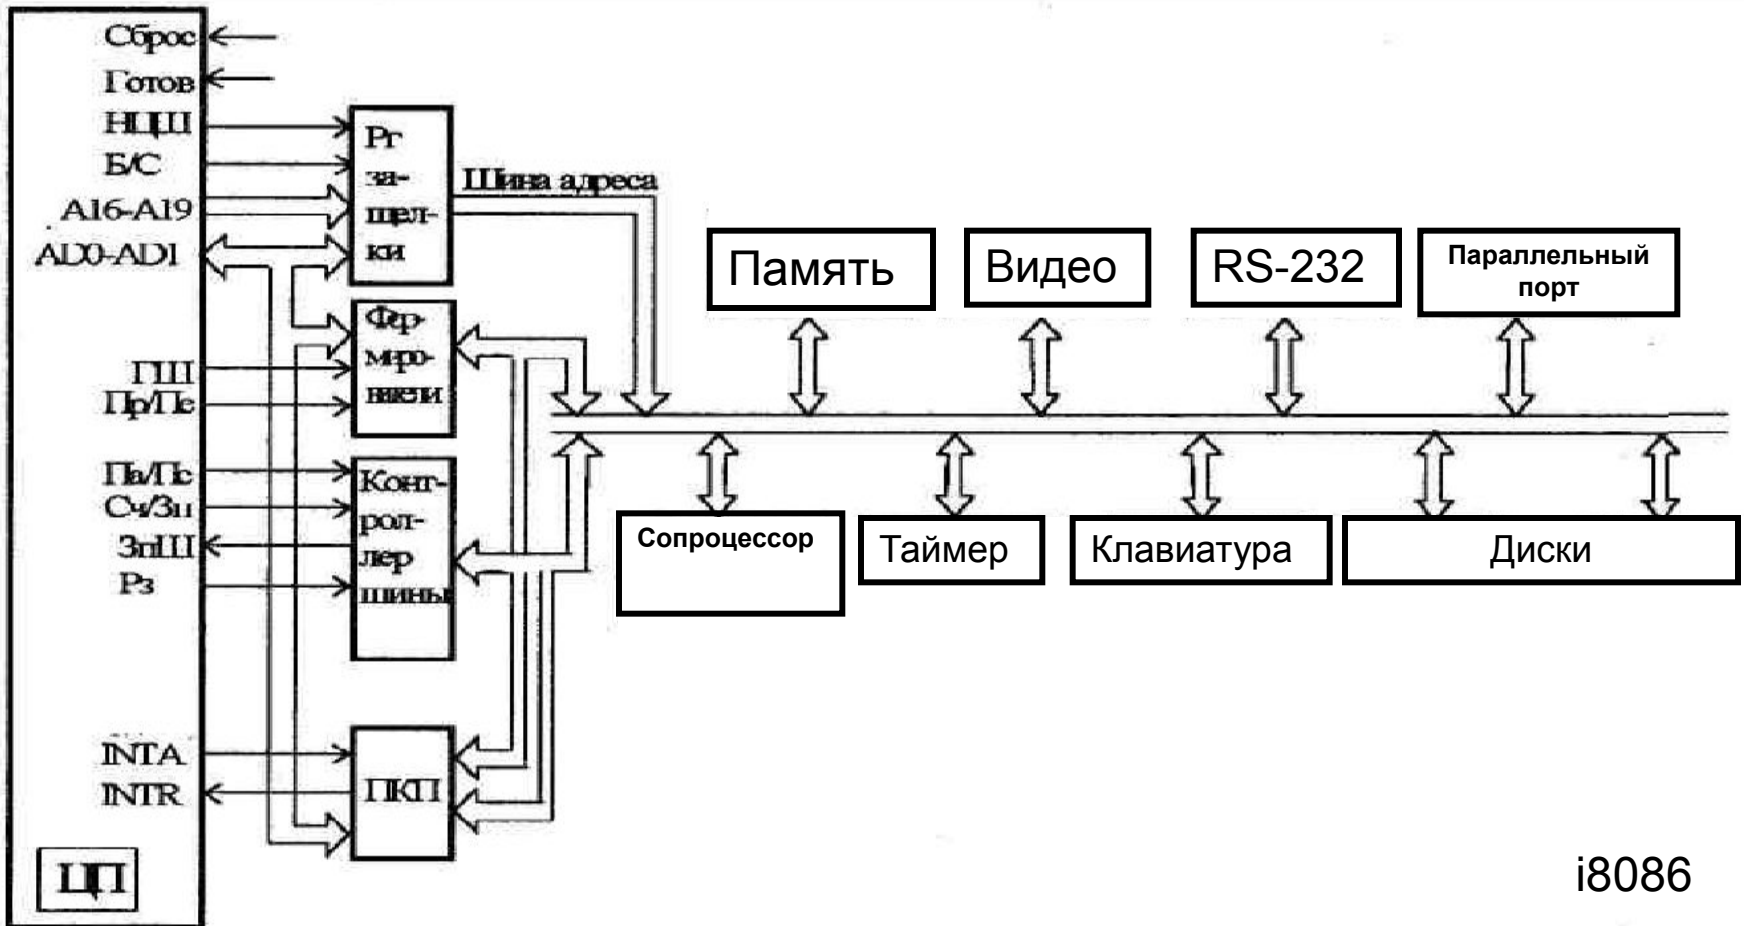 Сброс
Готов
НЦШ
Б/С
A16-A19
AD0-AD1
ПШ
Пр/Пе
Па/Пс
Сч/Зп
ЗпШ
Рз
INTA
INTR
ЦП
Рг
за-
щел-
ки
Фор-
миро-
ватели
Конт-
рол-
лер
шины
ПКП
Шина адреса
Память
Видео
RS-232
Параллельный
порт
Сопроцессор
Таймер
Клавиатура
Диски
i8086